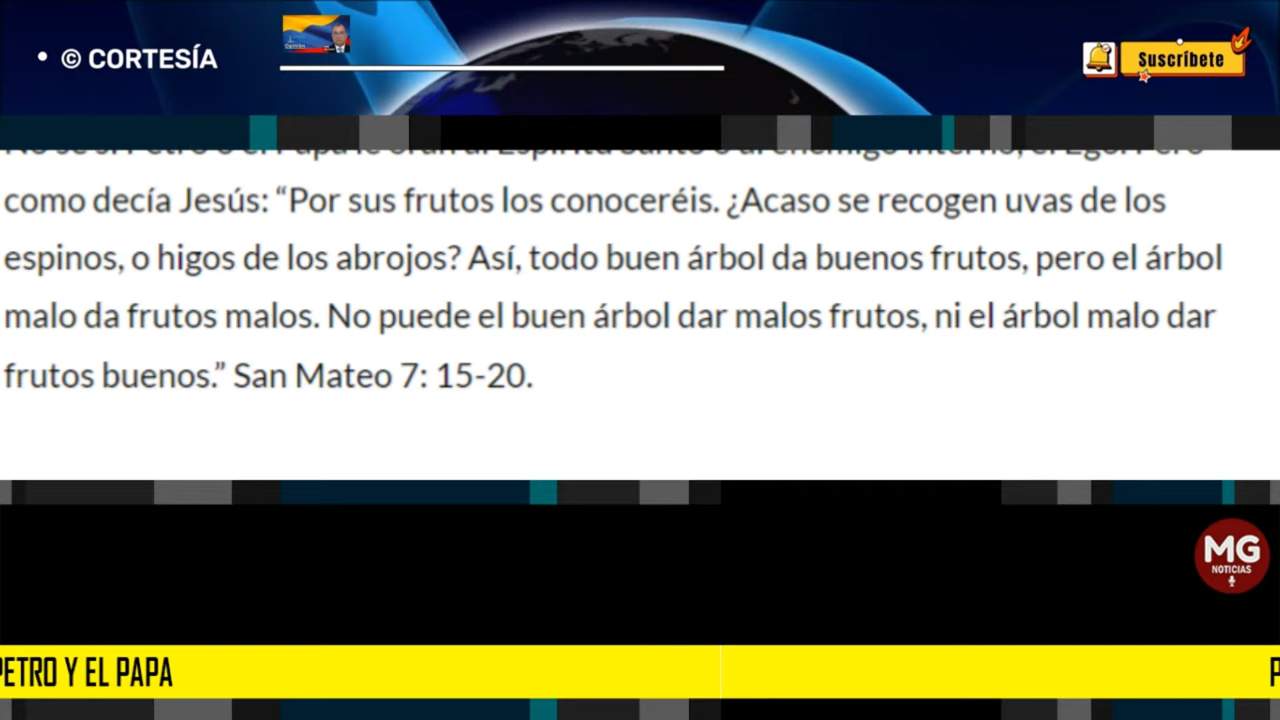 • © CORTESÍA
Opinión
Suscríbete
como decía Jesús: “Por sus frutos los conoceréis. ¿Acaso se recogen uvas de los
espinos, o higos de los abrojos? Así, todo buen árbol da buenos frutos, pero el árbol
malo da frutos malos. No puede el buen árbol dar malos frutos, ni el árbol malo dar
frutos buenos.” San Mateo 7: 15-20.
MG
NOTICIAS
PETRO Y EL PAPA
P